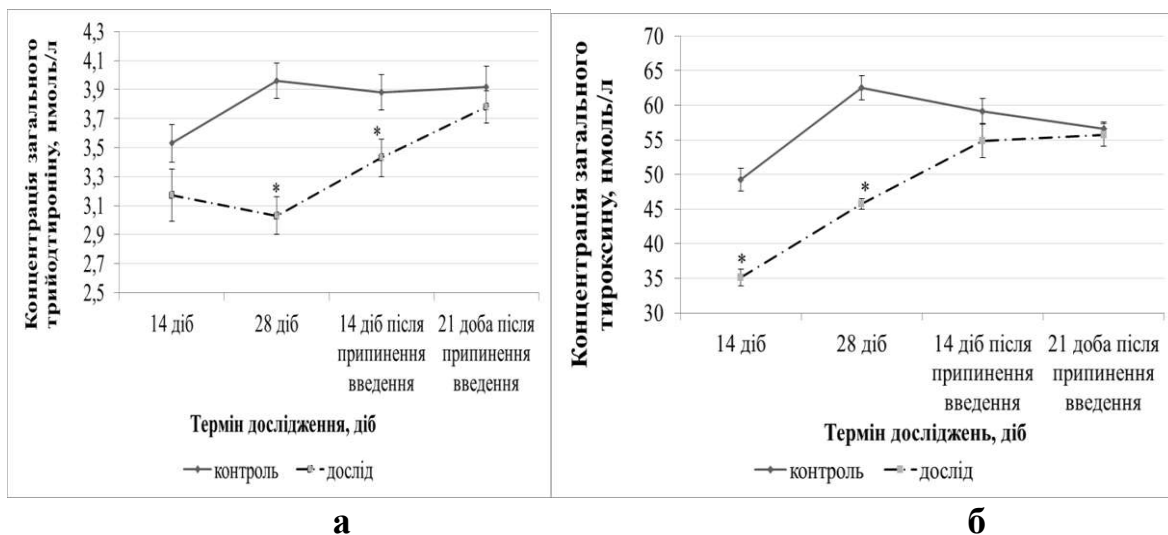 Концентрація загального
трийодтироніну, нмоль/л
4,3
4,1
3,9
3,7
3,5
3,3
3,1
2,9
2,7
2,5
*
*
14 діб
28 діб
14 діб після
припинення
введення
21 доба після
припинення
введення
Термін дослідження, діб
контроль
дослід
а
Концентрація загального
тироксину, нмоль/л
70
65
60
55
50
45
40
35
30
*
*
14 діб
28 діб
14 діб після
припинення
введення
21 доба після
припинення
введення
Термін досліджень, діб
контроль
дослід
б